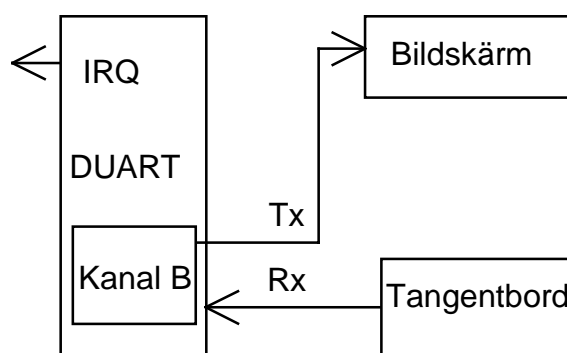 Bildskärm
IRQ
DUART
Tx
Kanal B
Rx
Tangentbord